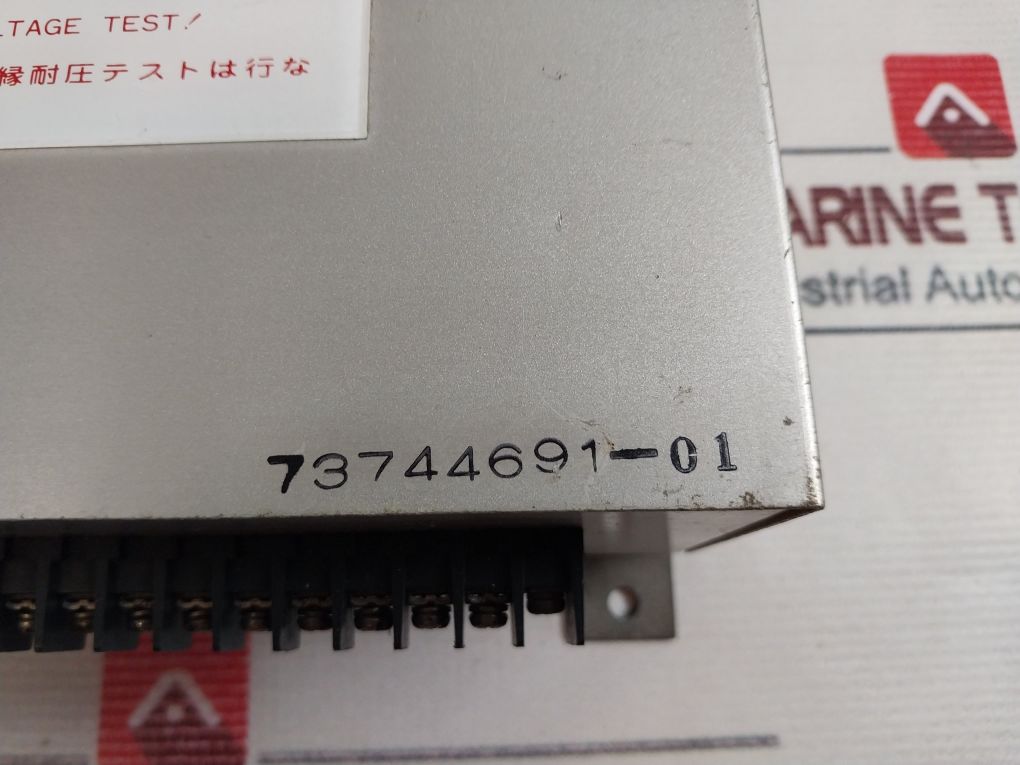 LTAGE TEST!
縁耐圧テストは行な
ARINE T
strial Auto
73744691-01